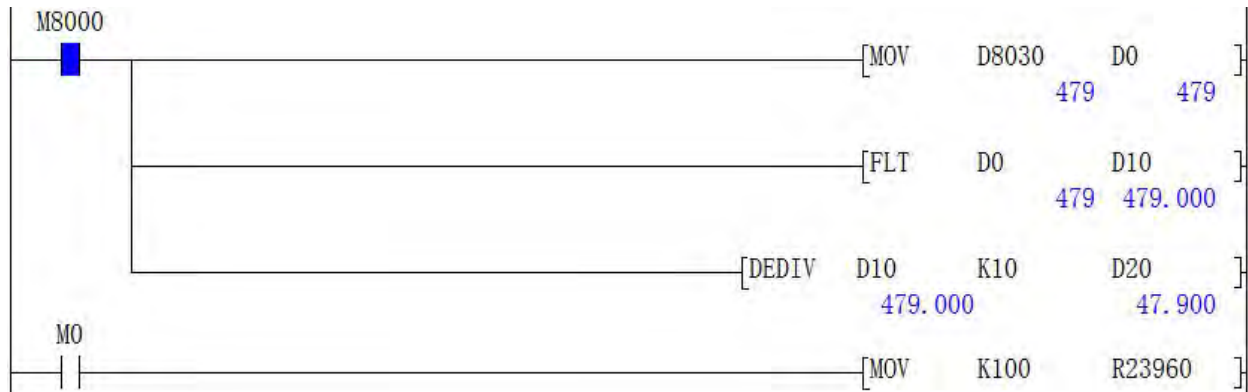 M8000
[MOV D8030 D0 ]
479 479
[FLT D0 D10 ]
479 479.000
[DEDIV D10 K10 D20 ]
479.000 47.900
M0
[MOV K100 R23960 ]